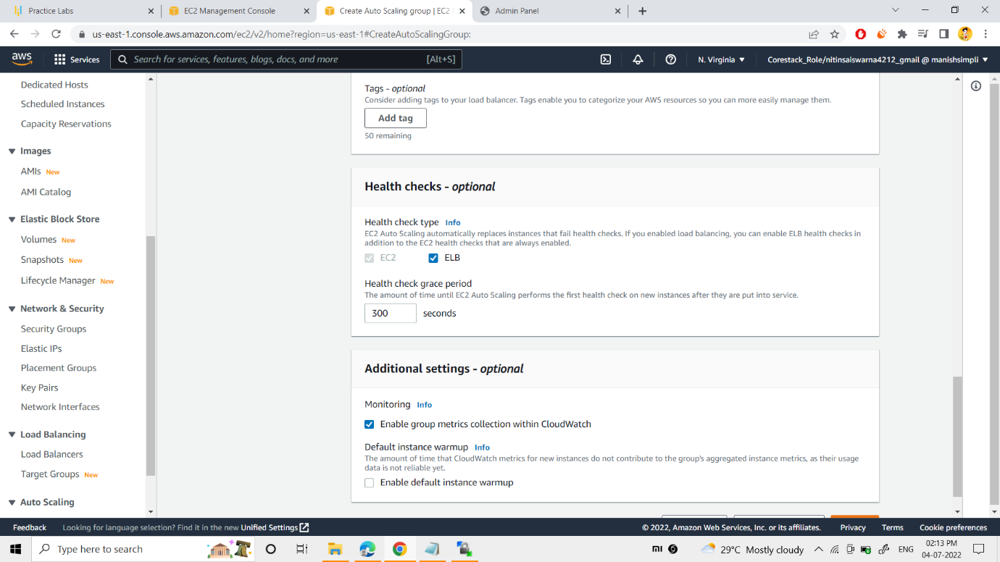 Practice Labs
EC2 Management Console
Create Auto Scaling group | EC2
Admin Panel
us-east-1.console.aws.amazon.com/ec2/v2/home?region=us-east-1#CreateAutoScalingGroup:
aws
Services
Search for services, features, blogs, docs, and more
[Alt+S]
N. Virginia
Corestack_Role/nitinsaiswarna4212_gmail @ manishsimpli
Dedicated Hosts
Scheduled Instances
Capacity Reservations
Images
AMIs New
AMI Catalog
Elastic Block Store
Volumes New
Snapshots New
Lifecycle Manager New
Network & Security
Security Groups
Elastic IPs
Placement Groups
Key Pairs
Network Interfaces
Load Balancing
Load Balancers
Target Groups New
Auto Scaling
Tags - optional
Consider adding tags to your load balancer. Tags enable you to categorize your AWS resources so you can more easily manage them.
Add tag
50 remaining
Health checks - optional
Health check type Info
EC2 Auto Scaling automatically replaces instances that fail health checks. If you enabled load balancing, you can enable ELB health checks in
addition to the EC2 health checks that are always enabled.
EC2 ELB
Health check grace period
The amount of time until EC2 Auto Scaling performs the first health check on new instances after they are put into service.
300 seconds
Additional settings - optional
Monitoring Info
Enable group metrics collection within CloudWatch
Default instance warmup Info
The amount of time that CloudWatch metrics for new instances do not contribute to the group's aggregated instance metrics, as their usage
data is not reliable yet.
Enable default instance warmup
Feedback
Looking for language selection? Find it in the new Unified Settings
© 2022, Amazon Web Services, Inc. or its affiliates.
Privacy
Terms
Cookie preferences
Type here to search
29°C Mostly cloudy
ENG
02:13 PM
04-07-2022